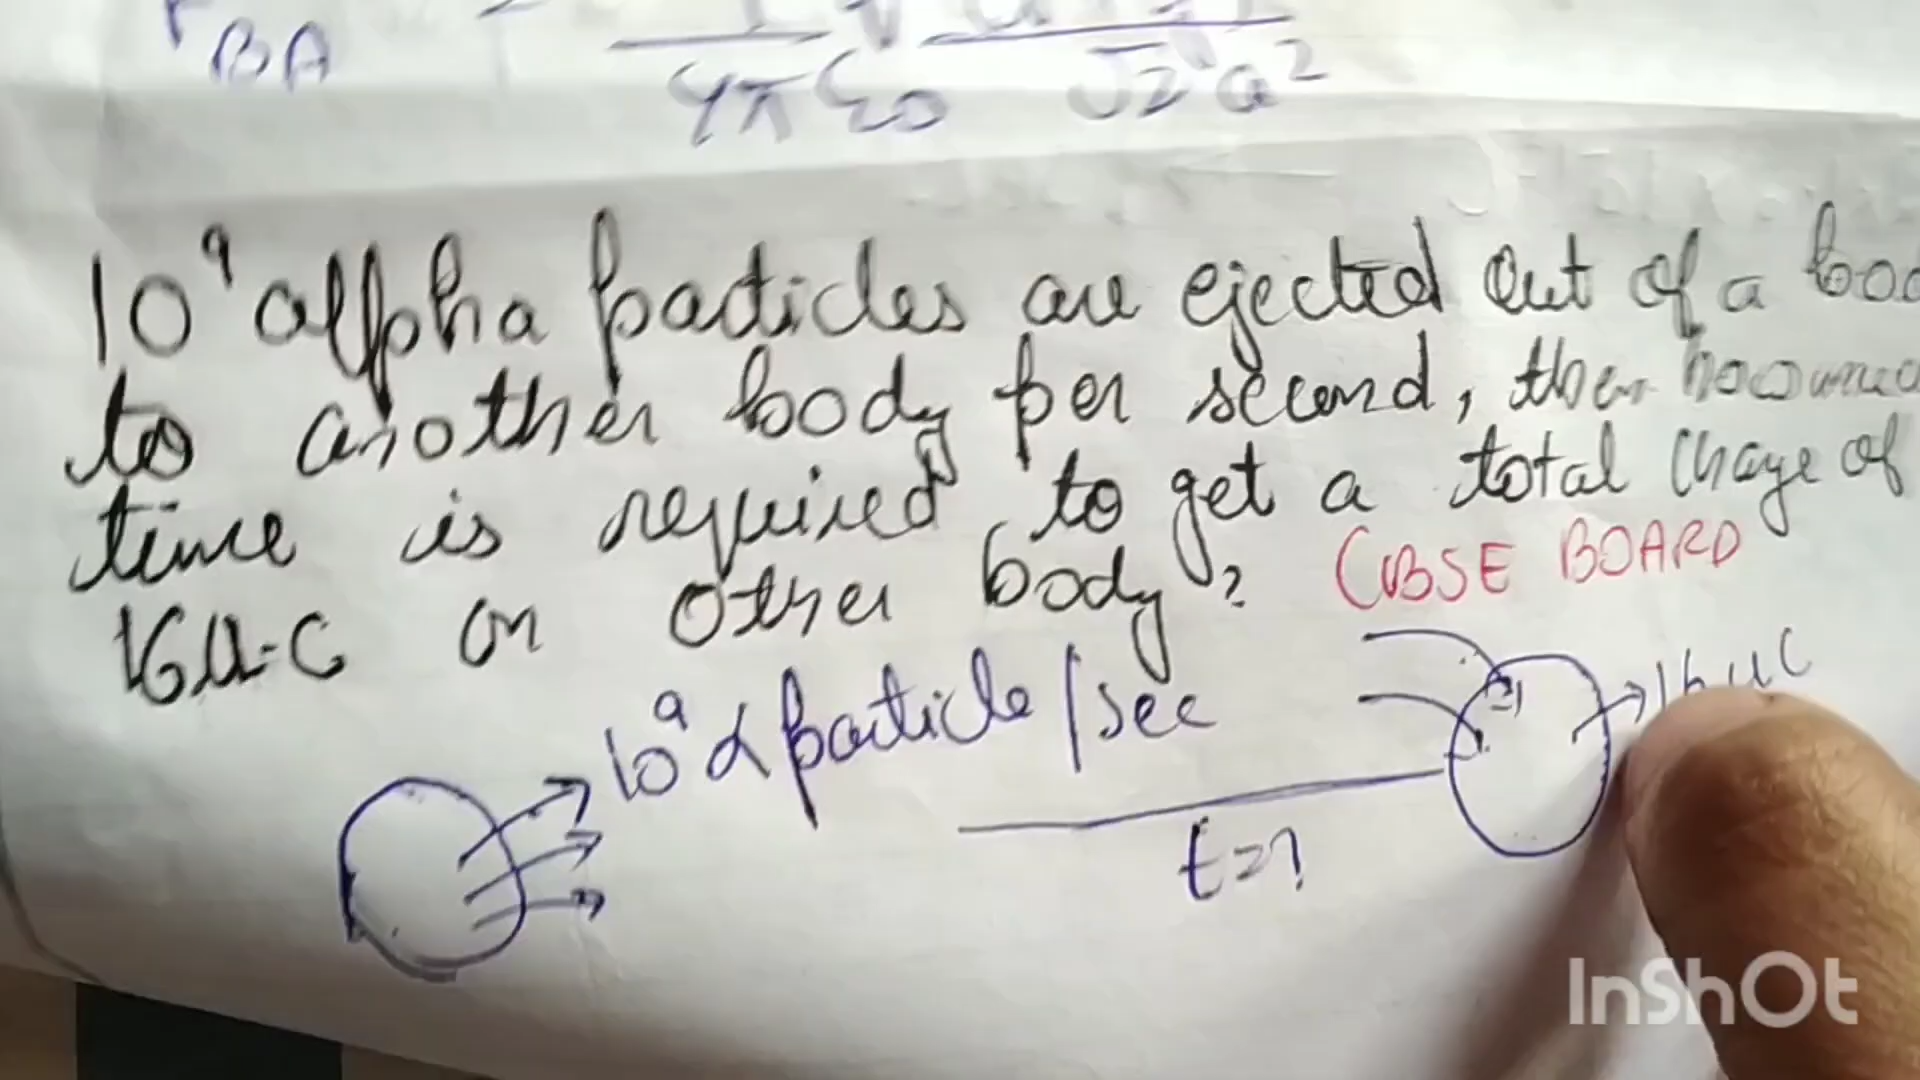 BA
4πε0 √2 a²
10⁹ alpha particles are ejected out of a
to another body per second, then
time is required to get a total charge of
16 μ-C on other body? (CBSE BOARD
10⁹ α particle/sec
t=?
InShOt